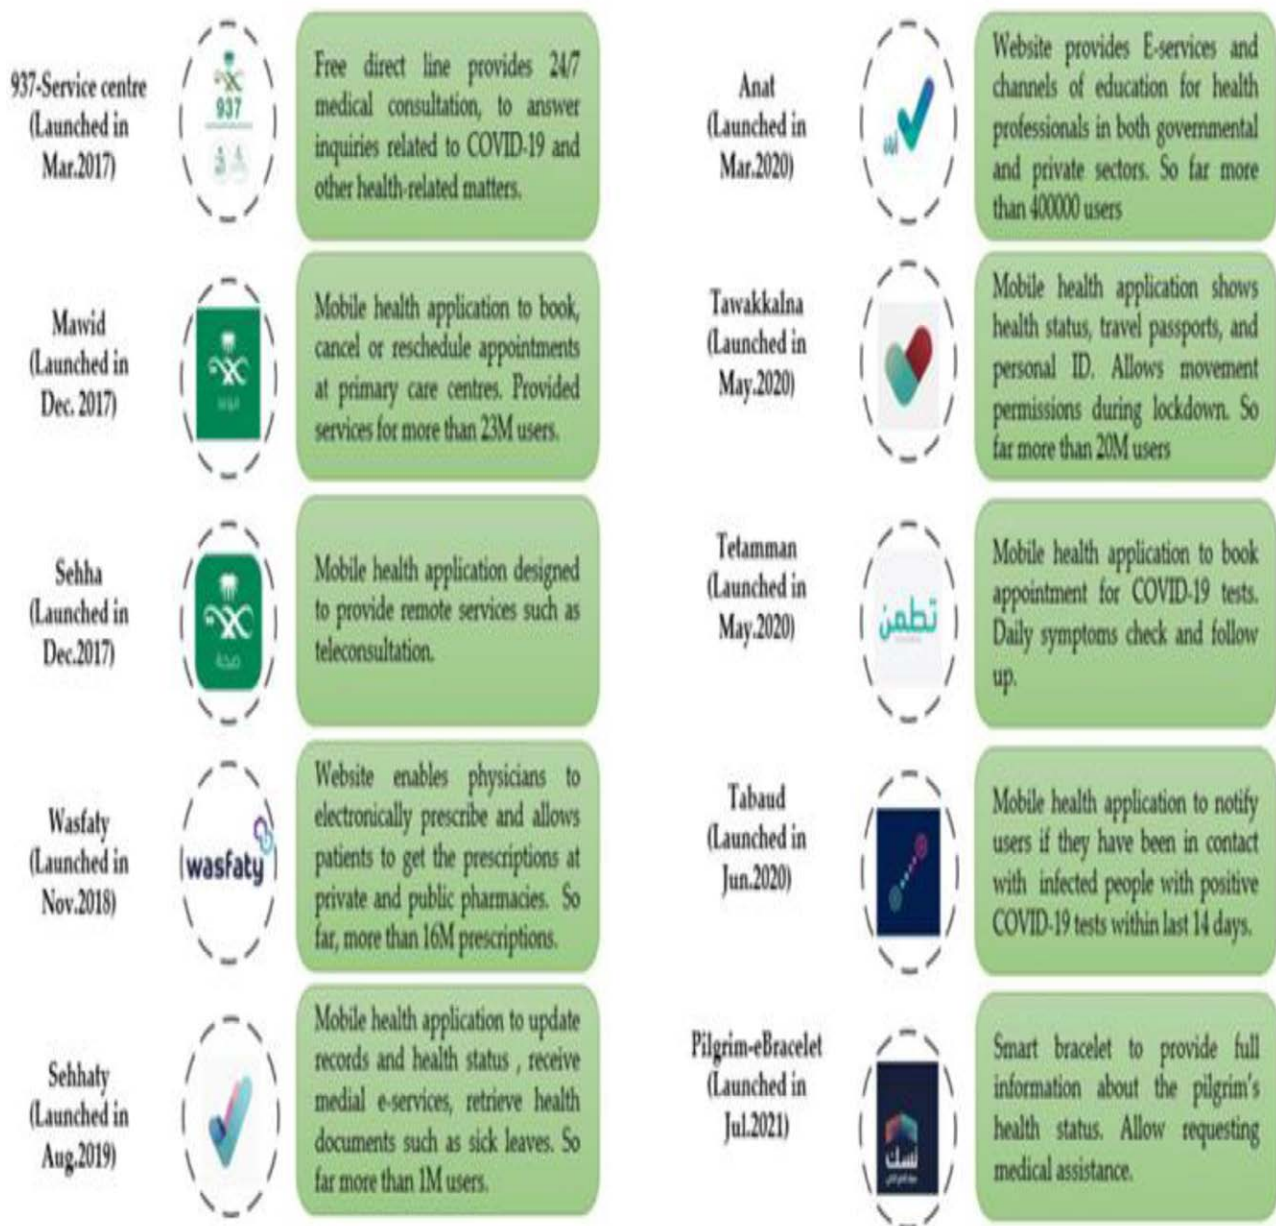 937-Service centre
(Launched in
Mar.2017)
937
Free direct line provides 24/7
medical consultation, to answer
inquiries related to COVID-19 and
other health-related matters.
Mawid
(Launched in
Dec. 2017)
Mobile health application to book,
cancel or reschedule appointments
at primary care centres. Provided
services for more than 23M users.
Sehha
(Launched in
Dec.2017)
صحة
Mobile health application designed
to provide remote services such as
teleconsultation.
Wasfaty
(Launched in
Nov.2018)
wasfaty
Website enables physicians to
electronically prescribe and allows
patients to get the prescriptions at
private and public pharmacies. So
far, more than 16M prescriptions.
Sehhaty
(Launched in
Aug.2019)
Mobile health application to update
records and health status , receive
medial e-services, retrieve health
documents such as sick leaves. So
far more than 1M users.
Anat
(Launched in
Mar.2020)
Website provides E-services and
channels of education for health
professionals in both governmental
and private sectors. So far more
than 400000 users
Tawakkalna
(Launched in
May.2020)
Mobile health application shows
health status, travel passports, and
personal ID. Allows movement
permissions during lockdown. So
far more than 20M users
Tetamman
(Launched in
May.2020)
تطمن
Mobile health application to book
appointment for COVID-19 tests.
Daily symptoms check and follow
up.
Tabaud
(Launched in
Jun.2020)
Mobile health application to notify
users if they have been in contact
with infected people with positive
COVID-19 tests within last 14 days.
Pilgrim-eBracelet
(Launched in
Jul.2021)
نسك
Smart bracelet to provide full
information about the pilgrim's
health status. Allow requesting
medical assistance.